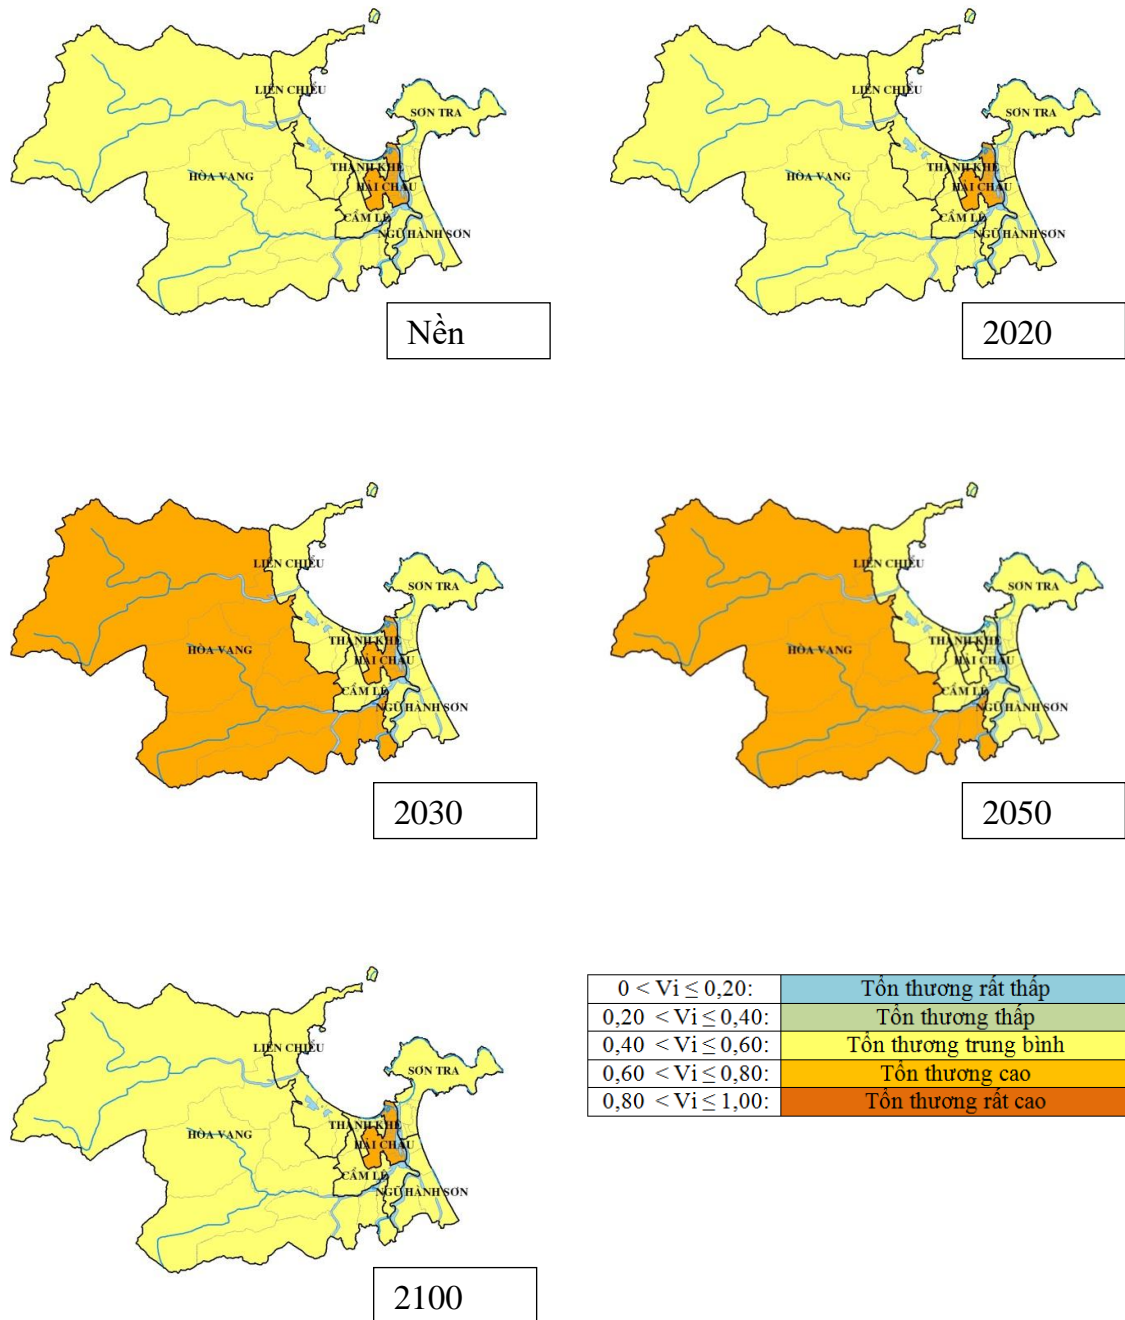 LIÊN CHIỂU
SƠN TRA
THANH KHÊ
HÒA VANG
HẢI CHÂU
CẨM LỆ
NGŨ HÀNH SƠN
Nền
LIÊN CHIỂU
SƠN TRA
THANH KHÊ
HÒA VANG
HẢI CHÂU
CẨM LỆ
NGŨ HÀNH SƠN
2020
LIÊN CHIỂU
SƠN TRA
THANH KHÊ
HÒA VANG
HẢI CHÂU
CẨM LỆ
NGŨ HÀNH SƠN
2030
LIÊN CHIỂU
SƠN TRA
THANH KHÊ
HÒA VANG
HẢI CHÂU
CẨM LỆ
NGŨ HÀNH SƠN
2050
LIÊN CHIỂU
SƠN TRA
THANH KHÊ
HÒA VANG
HẢI CHÂU
CẨM LỆ
NGŨ HÀNH SƠN
2100
0 < Vi ≤ 0,20: Tổn thương rất thấp
0,20 < Vi ≤ 0,40: Tổn thương thấp
0,40 < Vi ≤ 0,60: Tổn thương trung bình
0,60 < Vi ≤ 0,80: Tổn thương cao
0,80 < Vi ≤ 1,00: Tổn thương rất cao